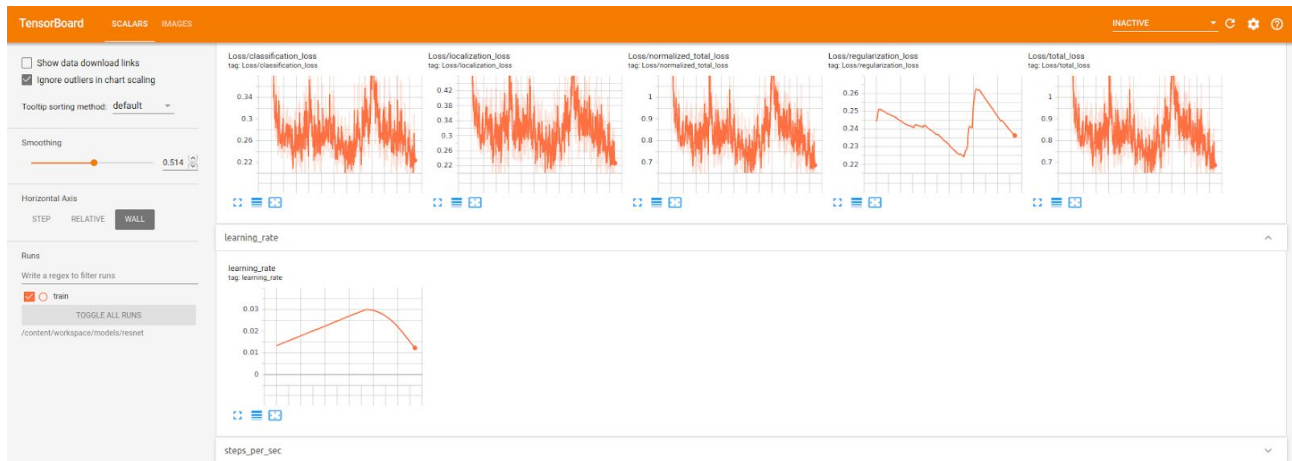 TensorBoard SCALARS IMAGES INACTIVE
Show data download links
Ignore outliers in chart scaling
Tooltip sorting method: default
Smoothing
0.514
Horizontal Axis
STEP RELATIVE WALL
Runs
Write a regex to filter runs
train
TOGGLE ALL RUNS
/content/workspace/models/resnet
Loss/classification_loss
tag: Loss/classification_loss
0.34
0.3
0.26
0.22
Loss/localization_loss
tag: Loss/localization_loss
0.42
0.38
0.34
0.3
0.26
0.22
Loss/normalized_total_loss
tag: Loss/normalized_total_loss
1
0.9
0.8
0.7
Loss/regularization_loss
tag: Loss/regularization_loss
0.26
0.25
0.24
0.23
0.22
Loss/total_loss
tag: Loss/total_loss
1
0.9
0.8
0.7
learning_rate
learning_rate
tag: learning_rate
0.03
0.02
0.01
0
steps_per_sec